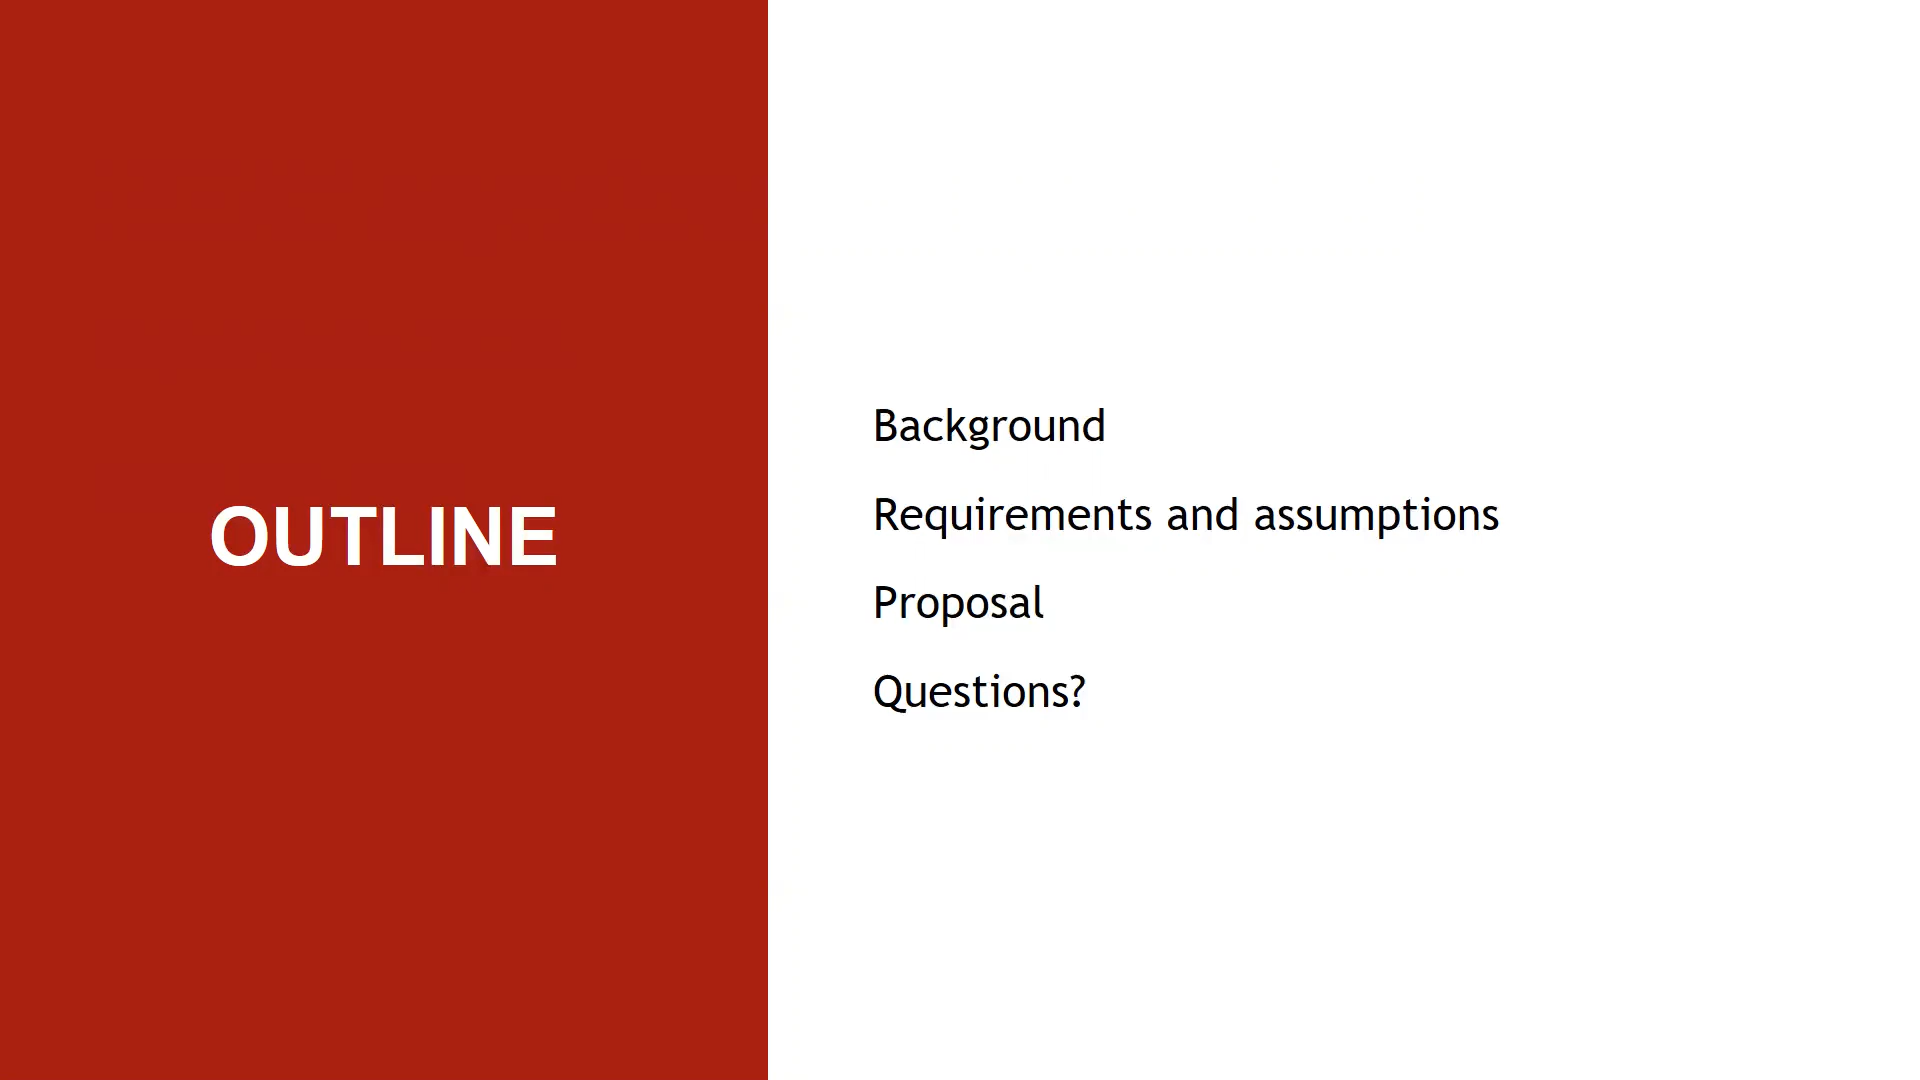 OUTLINE
Background
Requirements and assumptions
Proposal
Questions?